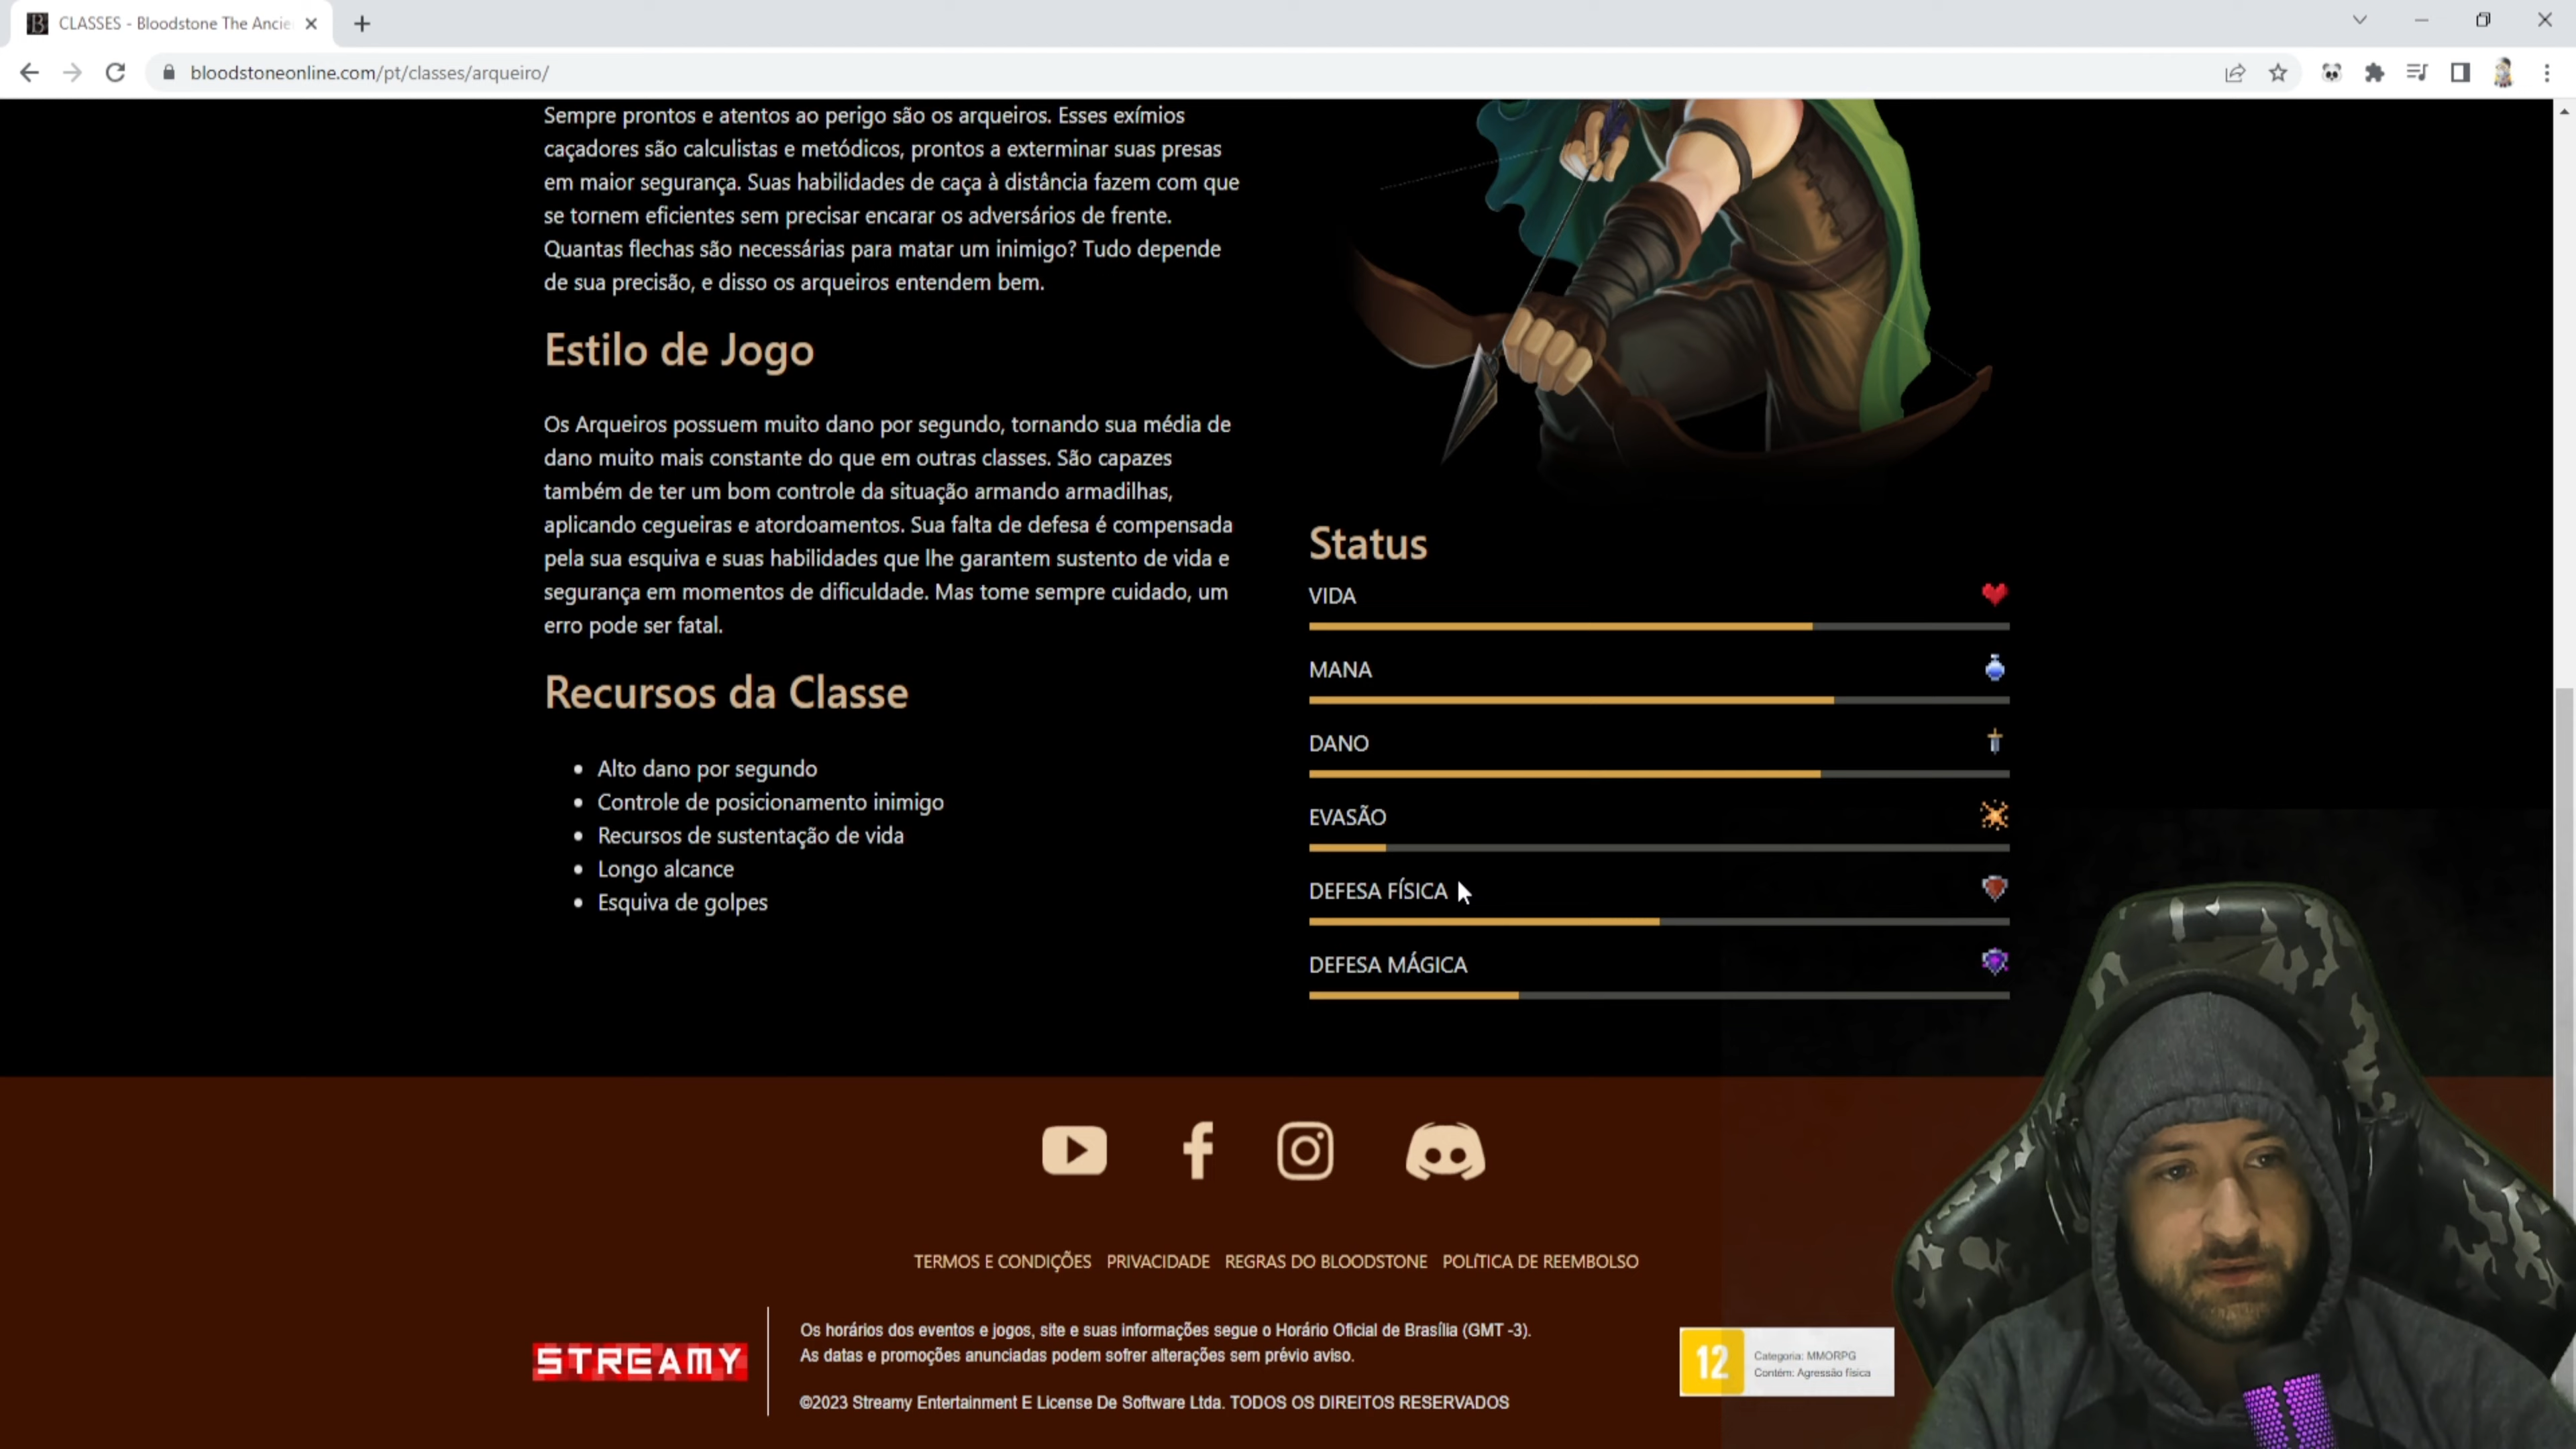 CLASSES - Bloodstone The Ancie
bloodstoneonline.com/pt/classes/arqueiro/
Sempre prontos e atentos ao perigo são os arqueiros. Esses exímios
caçadores são calculistas e metódicos, prontos a exterminar suas presas
em maior segurança. Suas habilidades de caça à distância fazem com que
se tornem eficientes sem precisar encarar os adversários de frente.
Quantas flechas são necessárias para matar um inimigo? Tudo depende
de sua precisão, e disso os arqueiros entendem bem.
Estilo de Jogo
Os Arqueiros possuem muito dano por segundo, tornando sua média de
dano muito mais constante do que em outras classes. São capazes
também de ter um bom controle da situação armando armadilhas,
aplicando cegueiras e atordoamentos. Sua falta de defesa é compensada
pela sua esquiva e suas habilidades que lhe garantem sustento de vida e
segurança em momentos de dificuldade. Mas tome sempre cuidado, um
erro pode ser fatal.
Recursos da Classe
• Alto dano por segundo
• Controle de posicionamento inimigo
• Recursos de sustentação de vida
• Longo alcance
• Esquiva de golpes
Status
VIDA
MANA
DANO
EVASÃO
DEFESA FÍSICA
DEFESA MÁGICA
TERMOS E CONDIÇÕES PRIVACIDADE REGRAS DO BLOODSTONE POLÍTICA DE REEMBOLSO
STREAMY
Os horários dos eventos e jogos, site e suas informações segue o Horário Oficial de Brasília (GMT -3).
As datas e promoções anunciadas podem sofrer alterações sem prévio aviso.
©2023 Streamy Entertainment E License De Software Ltda. TODOS OS DIREITOS RESERVADOS
12
Categoria: MMORPG
Contém: Agressão física